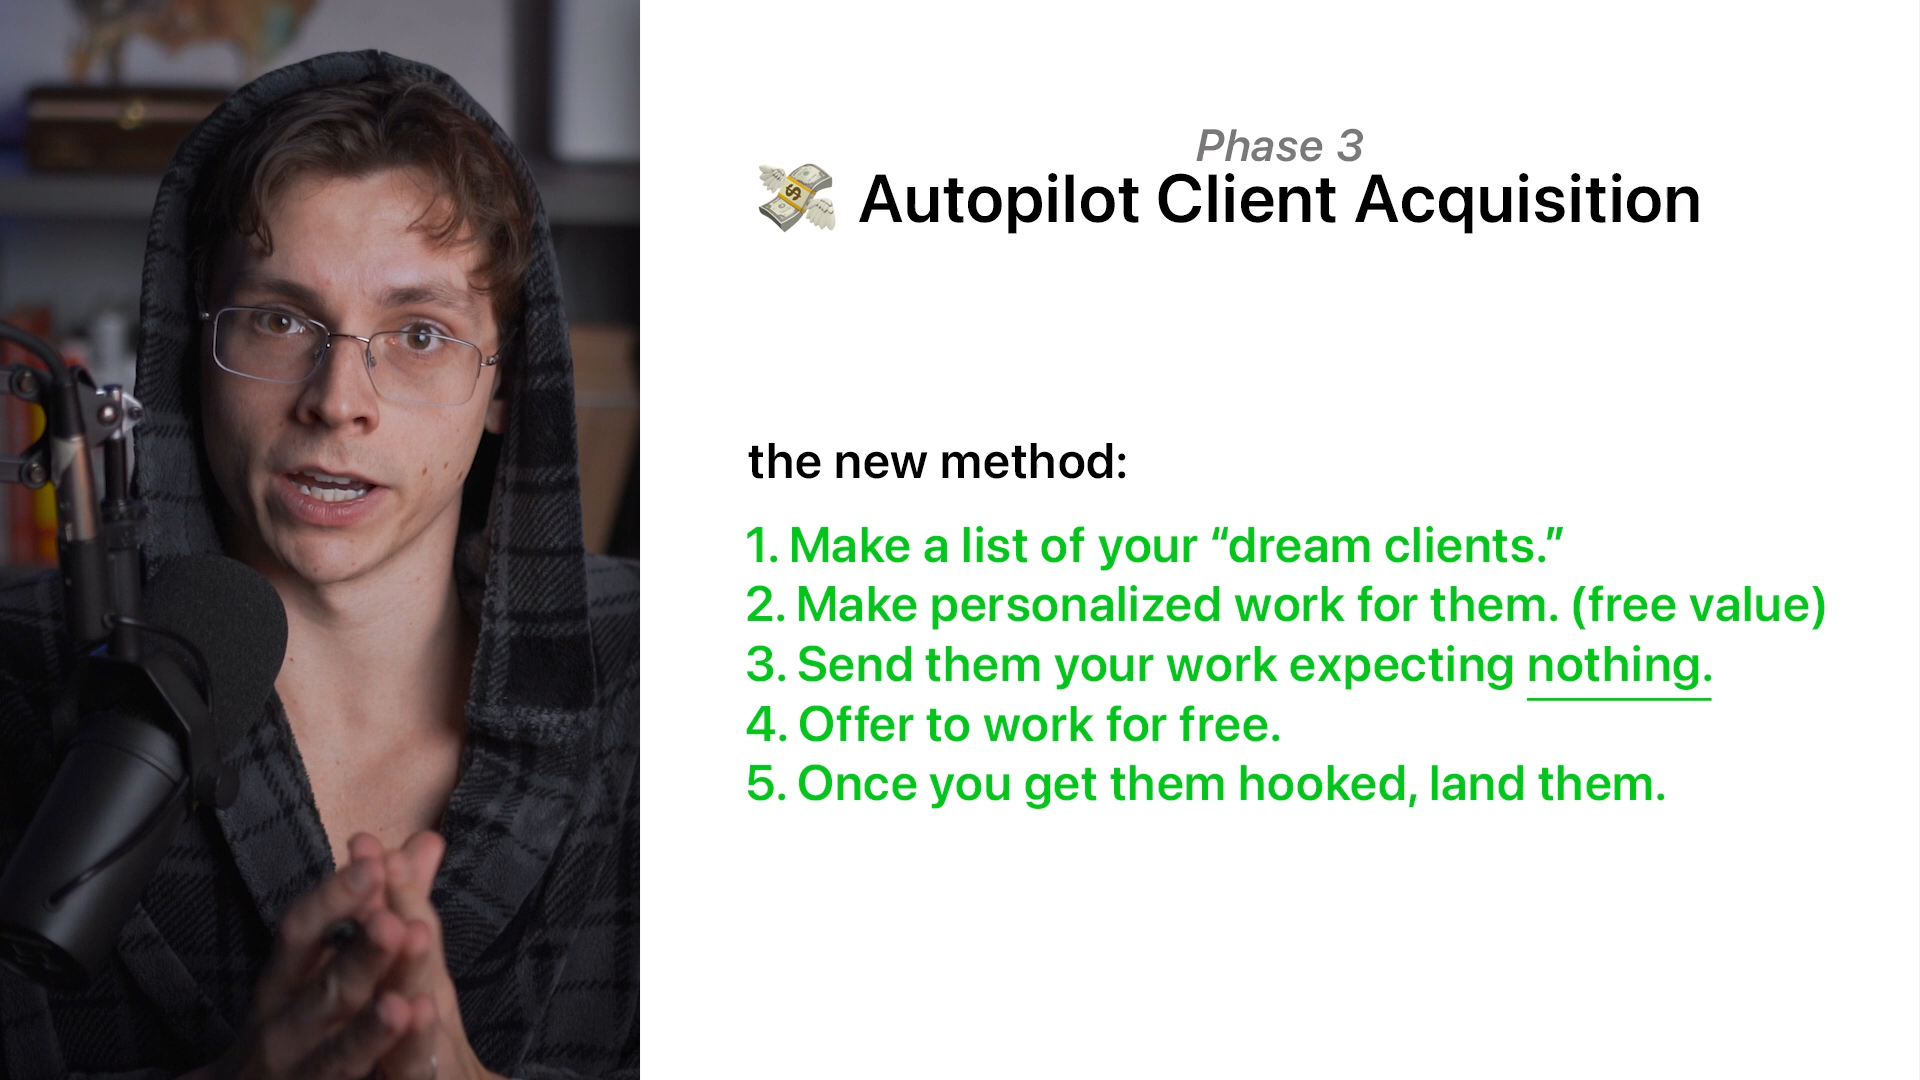 Phase 3
💸 Autopilot Client Acquisition
the new method:
1. Make a list of your “dream clients.”
2. Make personalized work for them. (free value)
3. Send them your work expecting nothing.
4. Offer to work for free.
5. Once you get them hooked, land them.